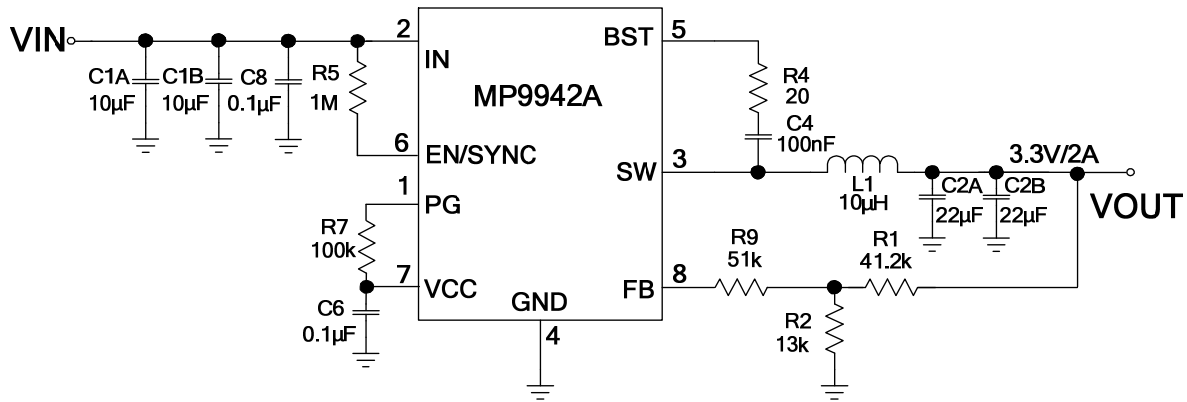 VIN
C1A
10µF
C1B
10µF
C8
0.1µF
R5
1M
2
IN
6
EN/SYNC
1
PG
R7
100k
7
VCC
C6
0.1µF
MP9942A
GND
4
BST
5
R4
20
C4
100nF
SW
3
L1
10µH
C2A
22µF
C2B
22µF
3.3V/2A
VOUT
FB
8
R9
51k
R1
41.2k
R2
13k